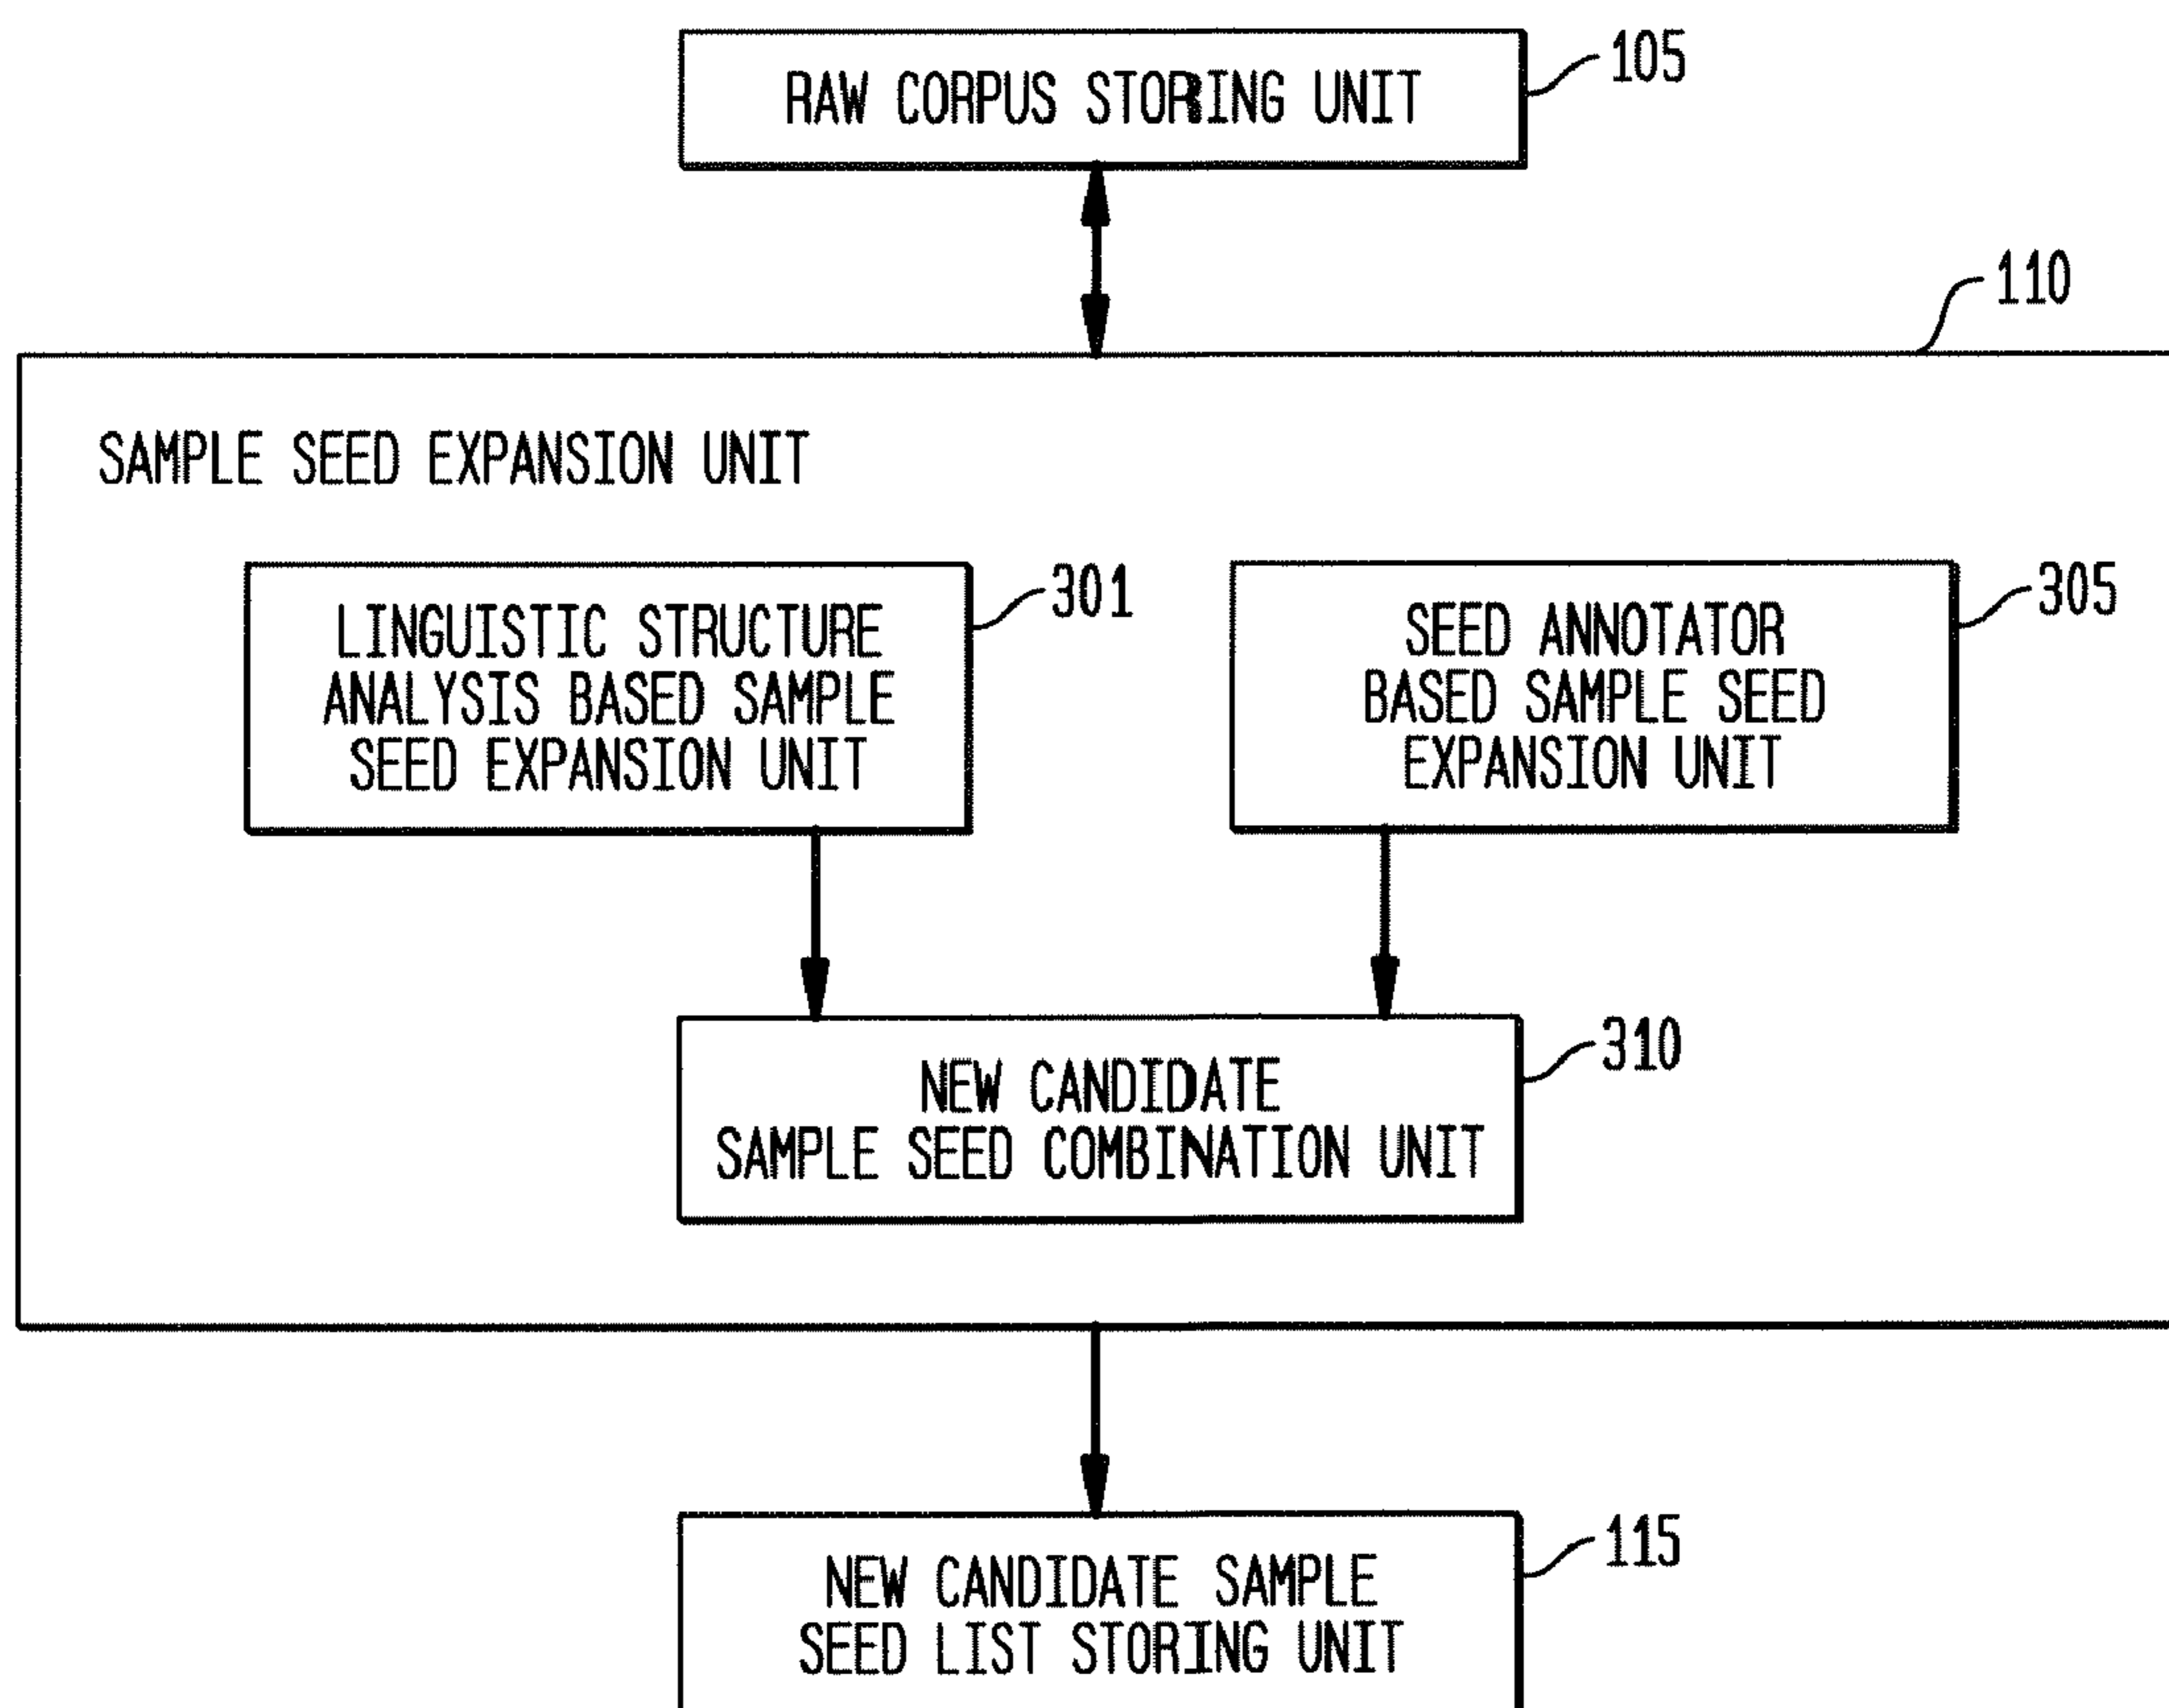 RAW CORPUS STORING UNIT
105
110
SAMPLE SEED EXPANSION UNIT
LINGUISTIC STRUCTURE
ANALYSIS BASED SAMPLE
SEED EXPANSION UNIT
301
SEED ANNOTATOR
BASED SAMPLE SEED
EXPANSION UNIT
305
NEW CANDIDATE
SAMPLE SEED COMBINATION UNIT
310
NEW CANDIDATE SAMPLE
SEED LIST STORING UNIT
115